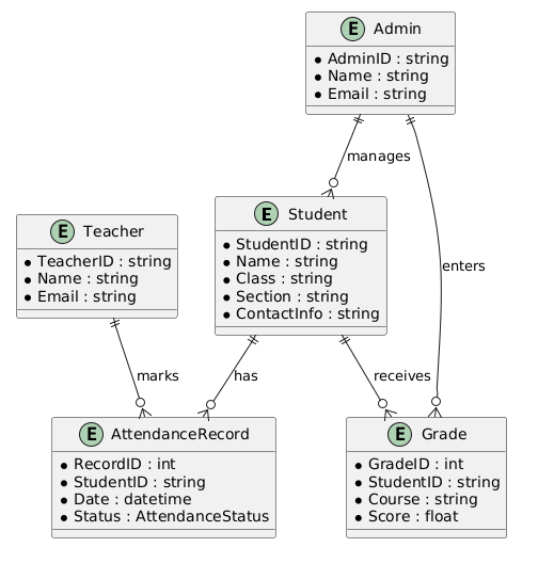 E Admin
AdminID : string
Name : string
Email : string
manages
E Teacher
TeacherID : string
Name : string
Email : string
E Student
StudentID : string
Name : string
Class : string
Section : string
ContactInfo : string
enters
marks
has
receives
E AttendanceRecord
RecordID : int
StudentID : string
Date : datetime
Status : AttendanceStatus
E Grade
GradeID : int
StudentID : string
Course : string
Score : float